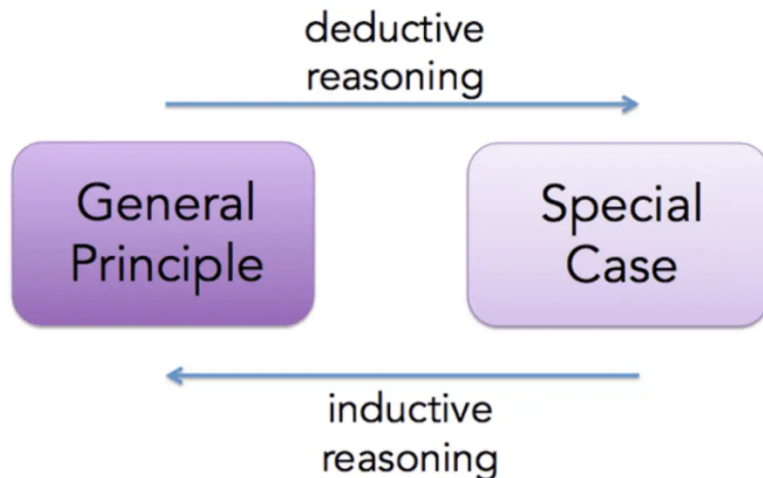 deductive
reasoning
General
Principle
Special
Case
inductive
reasoning